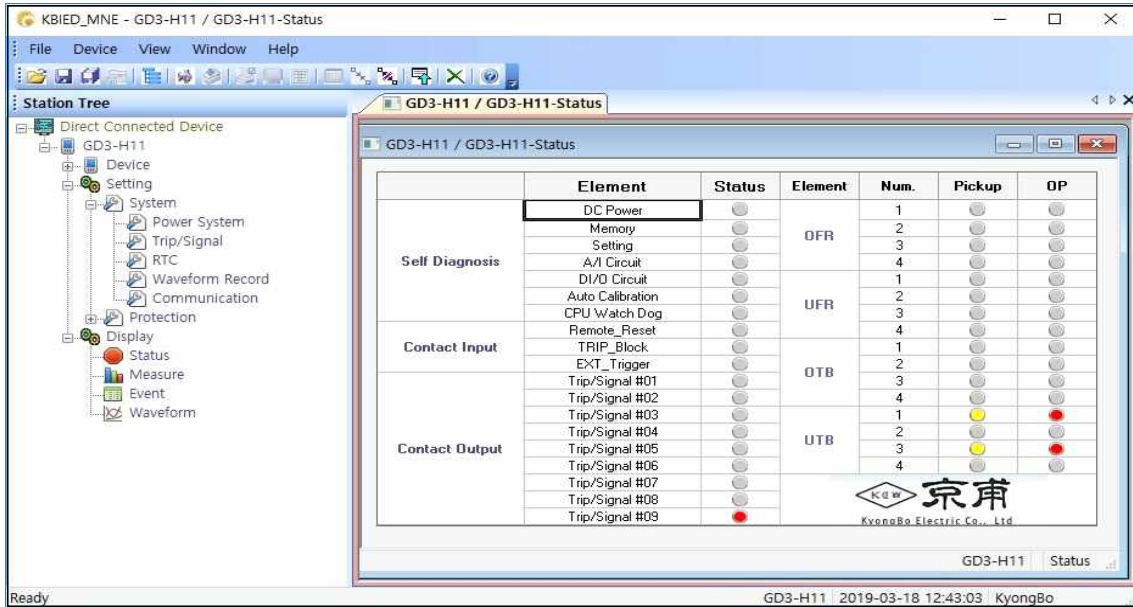 KBIED_MNE - GD3-H11 / GD3-H11-Status
File Device View Window Help
Station Tree
Direct Connected Device
GD3-H11
Device
Setting
System
Power System
Trip/Signal
RTC
Waveform Record
Communication
Protection
Display
Status
Measure
Event
Waveform
GD3-H11 / GD3-H11-Status
GD3-H11 / GD3-H11-Status
Element Status Element Num. Pickup OP
Self Diagnosis
DC Power
Memory
Setting
A/I Circuit
DI/O Circuit
Auto Calibration
CPU Watch Dog
Contact Input
Remote_Reset
TRIP_Block
EXT_Trigger
Contact Output
Trip/Signal #01
Trip/Signal #02
Trip/Signal #03
Trip/Signal #04
Trip/Signal #05
Trip/Signal #06
Trip/Signal #07
Trip/Signal #08
Trip/Signal #09
OFR
1
2
3
4
UFR
1
2
3
4
OTB
1
2
3
4
UTB
1
2
3
4
京甫
KyongBo Electric Co., Ltd
GD3-H11 Status
Ready
GD3-H11 2019-03-18 12:43:03 KyongBo